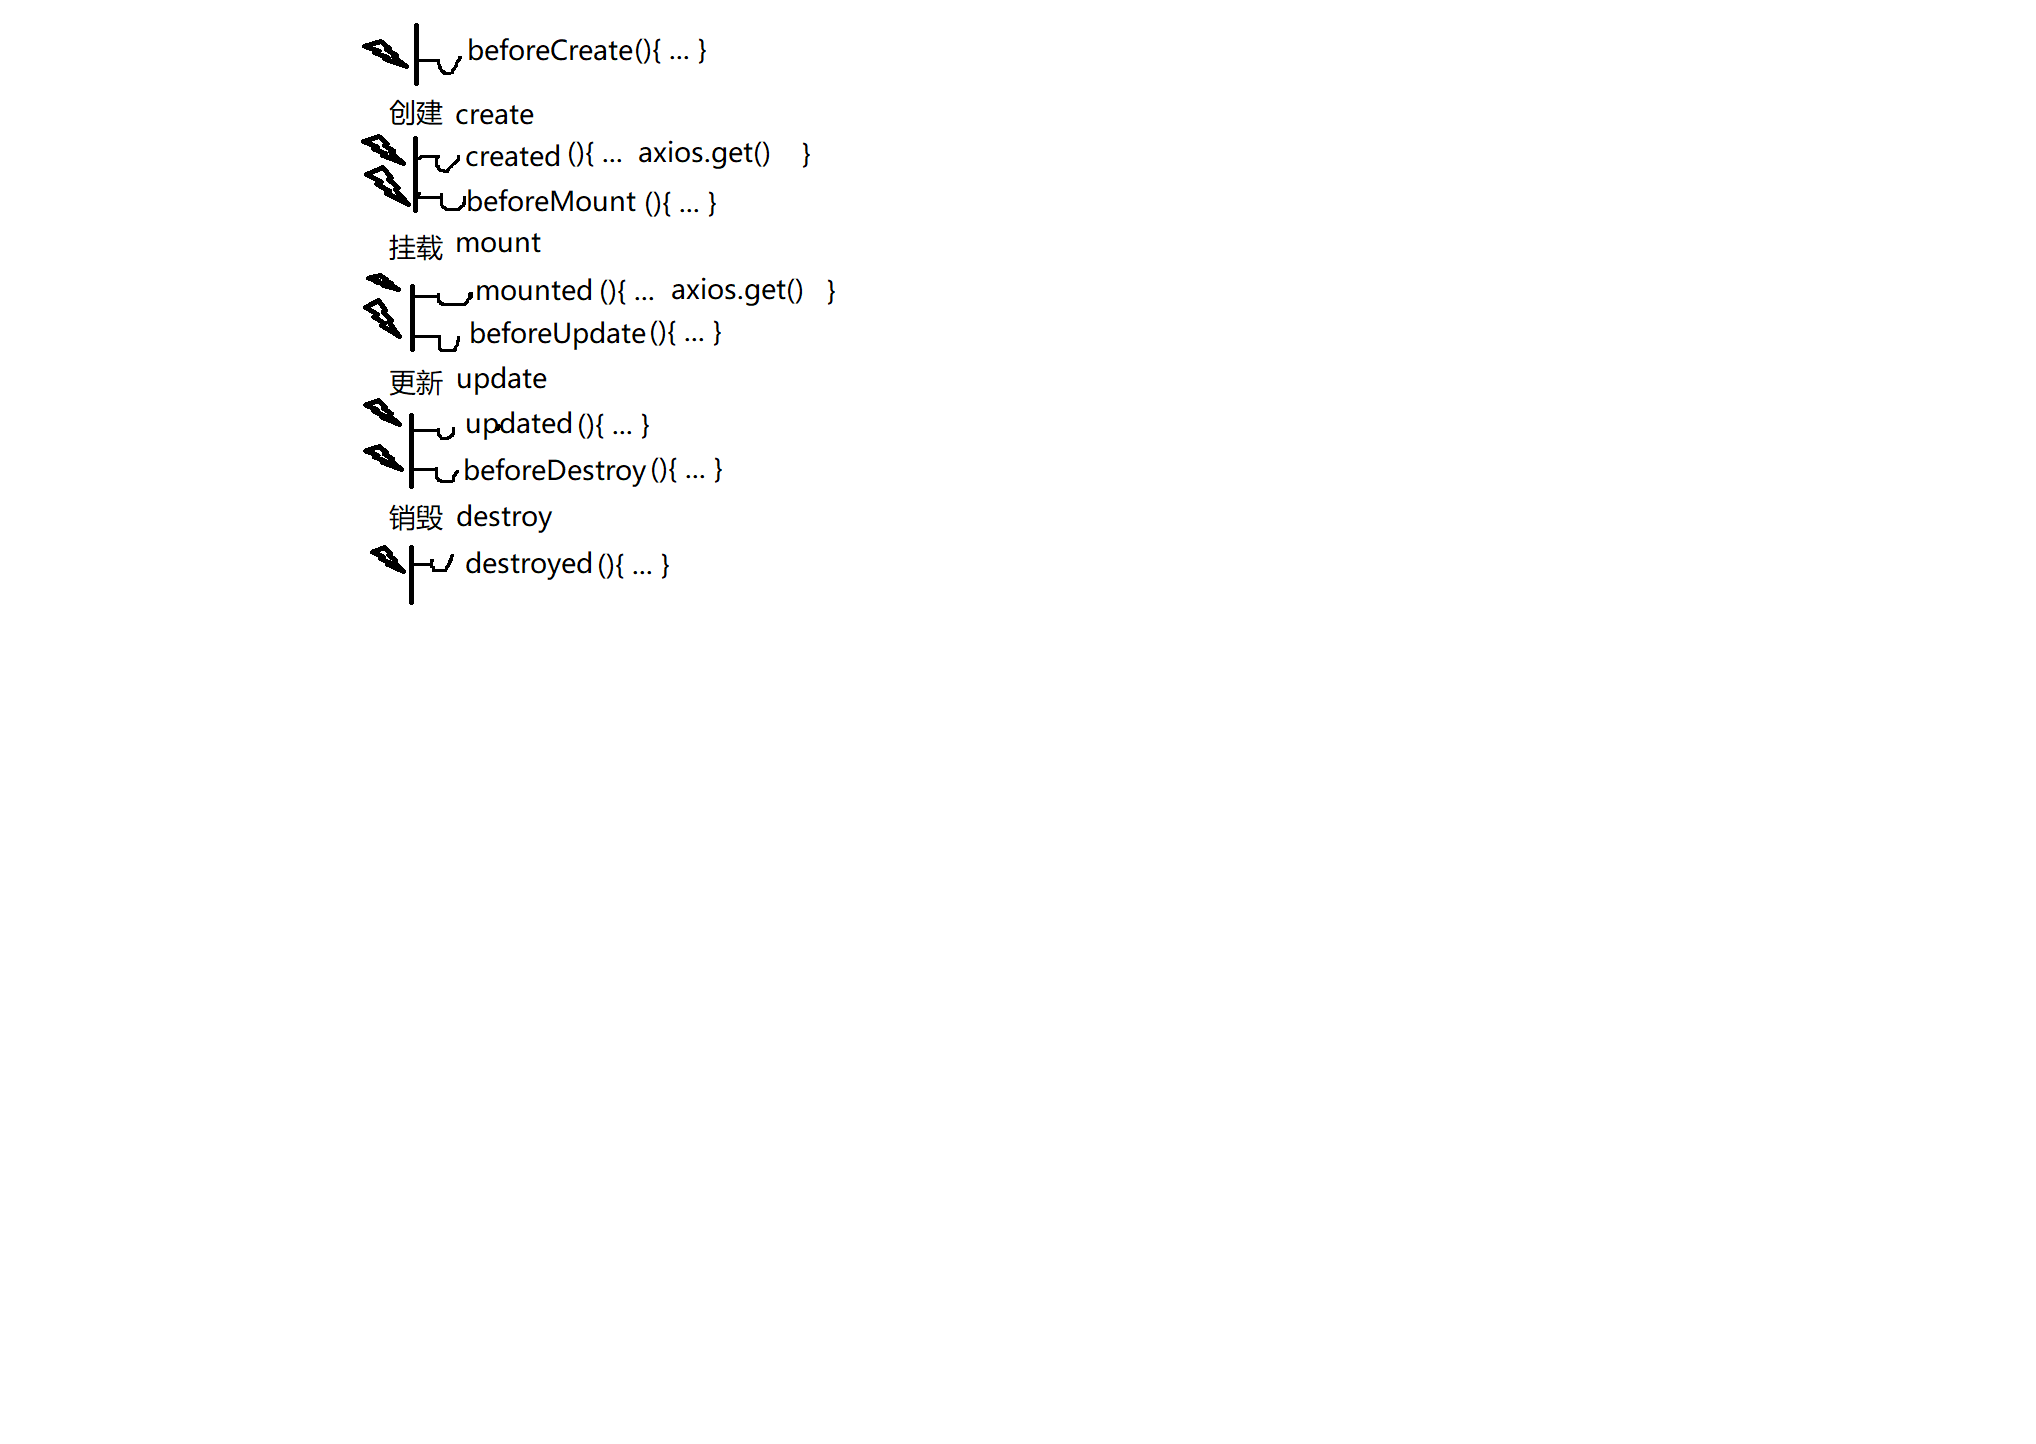 beforeCreate(){ ... }
创建 create
created (){ ... axios.get() }
beforeMount (){ ... }
挂载 mount
mounted (){ ... axios.get() }
beforeUpdate (){ ... }
更新 update
updated (){ ... }
beforeDestroy (){ ... }
销毁 destroy
destroyed (){ ... }